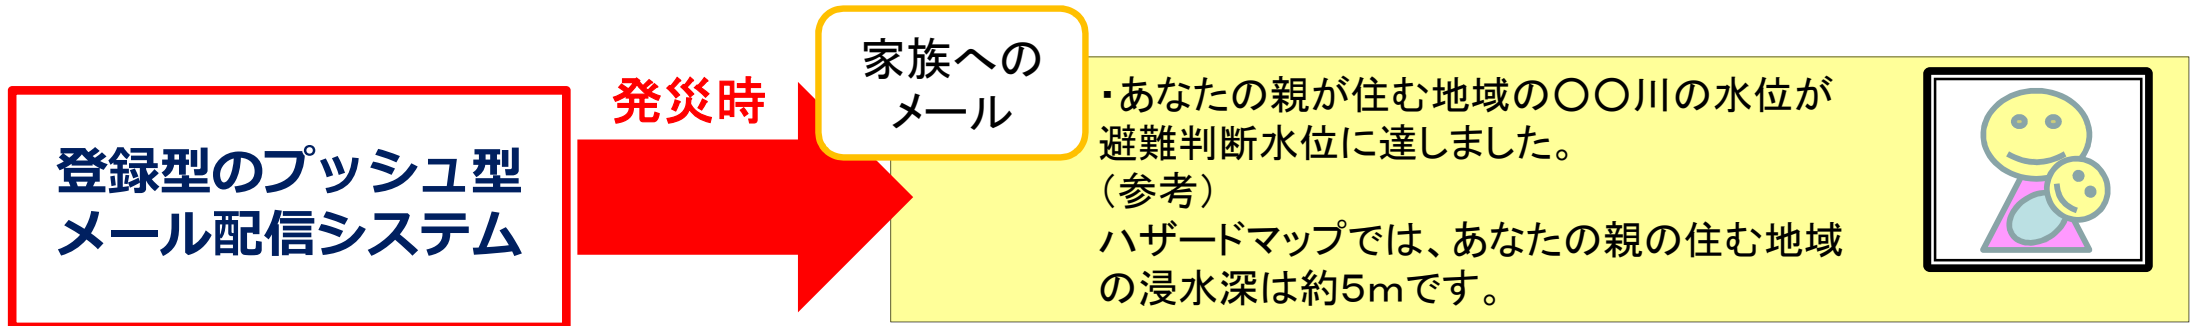 登録型のプッシュ型
メール配信システム
発災時
家族への
メール
・あなたの親が住む地域の〇〇川の水位が
避難判断水位に達しました。
（参考）
ハザードマップでは、あなたの親の住む地域
の浸水深は約５ｍです。